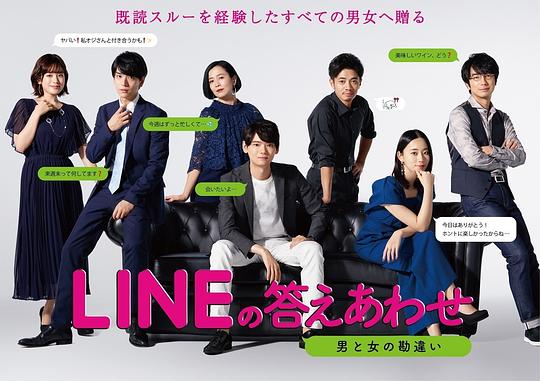 既読スルーを経験したすべての男女へ贈る
ヤバい❗私オジさんと付き合うかも❗✨
美味しいワイン、どう❓
今週はずっと忙しくて…💦
来週末って何してます❓
会いたいよ…
今日はありがとう！
ホントに楽しかったからね…
LINEの答えあわせ
男と女の勘違い